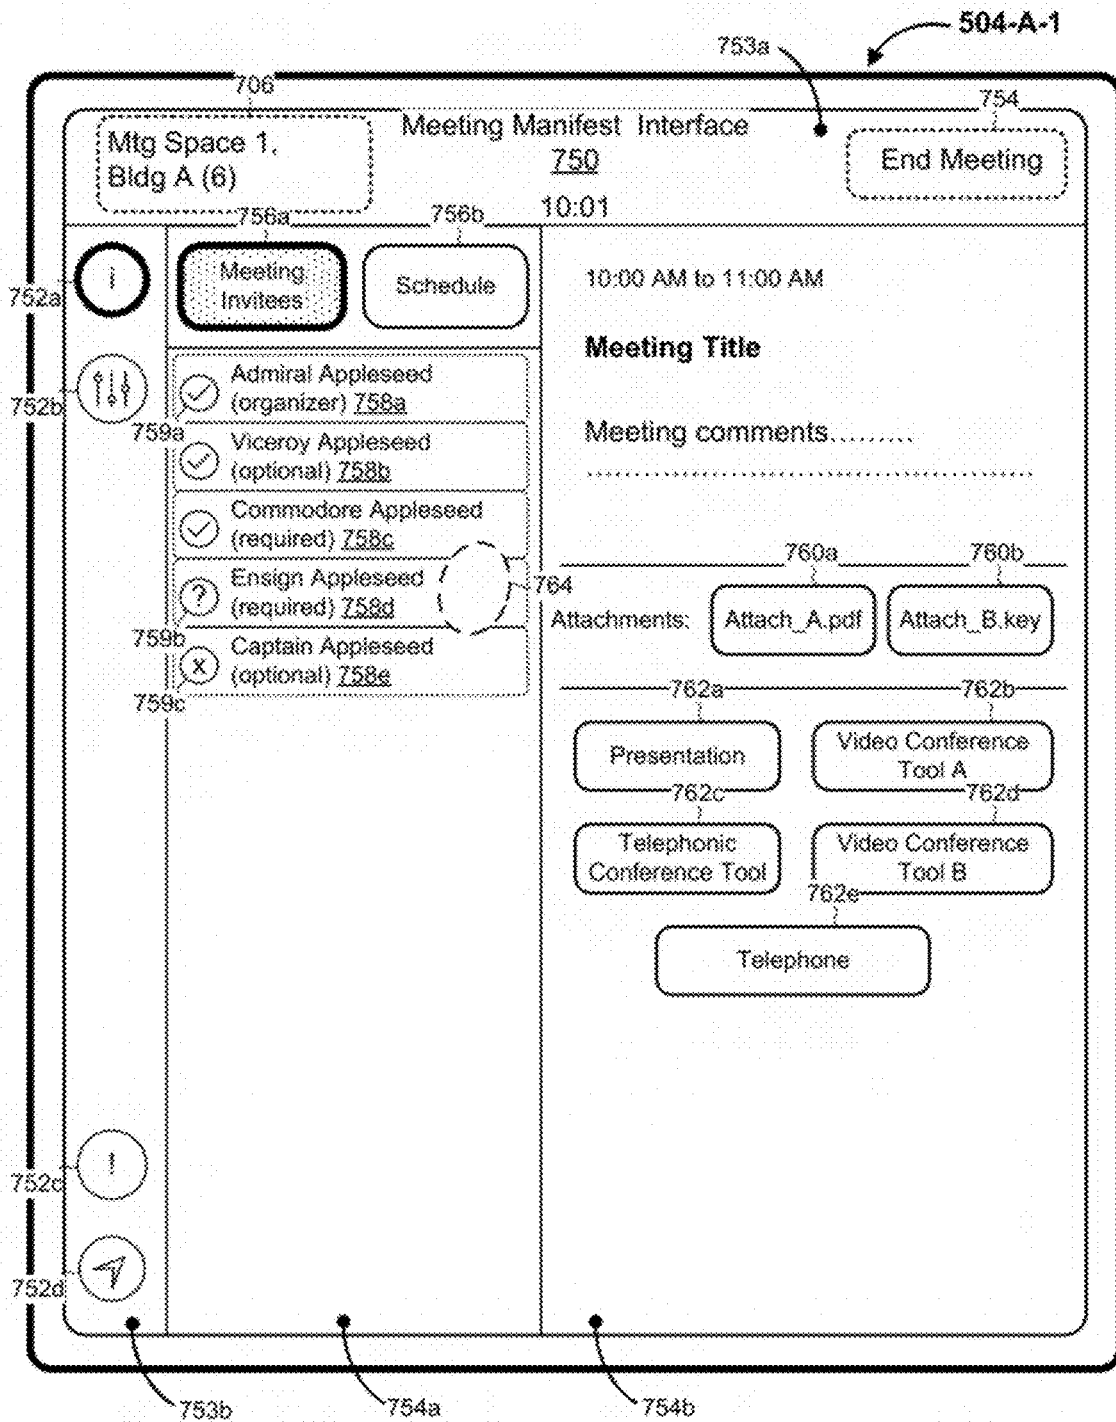 504-A-1
753a
706
754
Mtg Space 1,
Bldg A (6)
Meeting Manifest Interface
750
10:01
End Meeting
756a
756b
752a
i
Meeting
Invitees
Schedule
10:00 AM to 11:00 AM
Meeting Title
752b
Admiral Appleseed
(organizer) 758a
759a
Viceroy Appleseed
(optional) 758b
Commodore Appleseed
(required) 758c
Ensign Appleseed
(required) 758d
?
759b
Captain Appleseed
(optional) 758e
x
759c
764
Meeting comments.........
760a
760b
Attachments:
Attach_A.pdf
Attach_B.key
762a
762b
Presentation
Video Conference
Tool A
762c
762d
Telephonic
Conference Tool
Video Conference
Tool B
762e
Telephone
!
752c
752d
753b
754a
754b